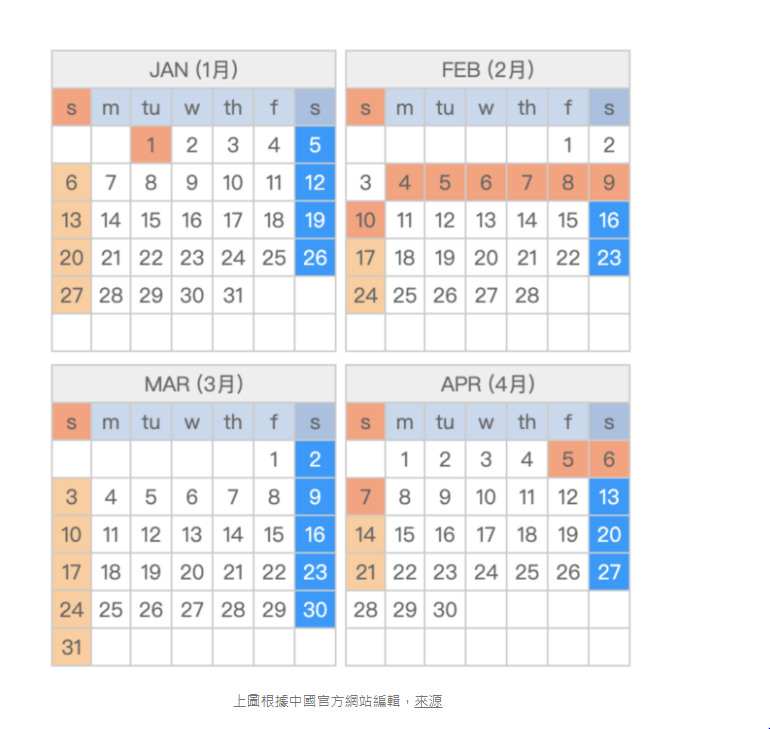 JAN (1月)
s m tu w th f s
1 2 3 4 5
6 7 8 9 10 11 12
13 14 15 16 17 18 19
20 21 22 23 24 25 26
27 28 29 30 31
FEB (2月)
s m tu w th f s
1 2
3 4 5 6 7 8 9
10 11 12 13 14 15 16
17 18 19 20 21 22 23
24 25 26 27 28
MAR (3月)
s m tu w th f s
1 2
3 4 5 6 7 8 9
10 11 12 13 14 15 16
17 18 19 20 21 22 23
24 25 26 27 28 29 30
31
APR (4月)
s m tu w th f s
1 2 3 4 5 6
7 8 9 10 11 12 13
14 15 16 17 18 19 20
21 22 23 24 25 26 27
28 29 30
上圖根據中國官方網站編輯，來源